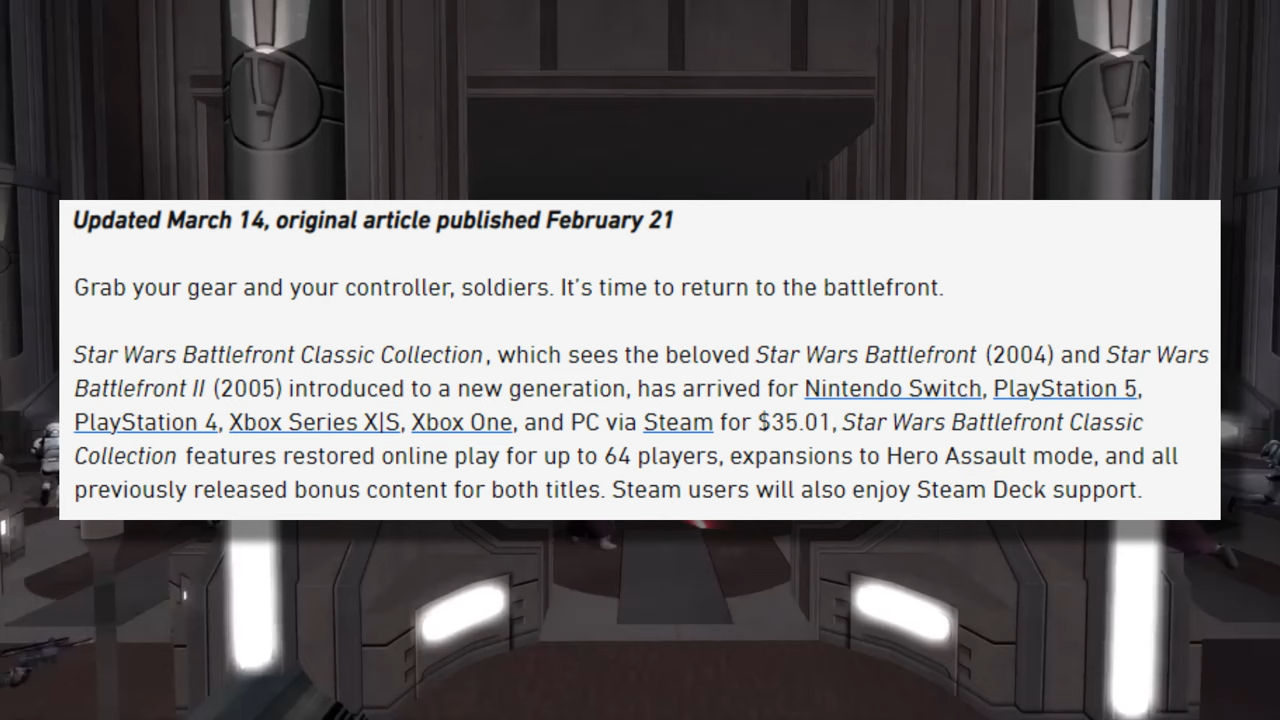 Updated March 14, original article published February 21
Grab your gear and your controller, soldiers. It's time to return to the battlefront.
Star Wars Battlefront Classic Collection, which sees the beloved Star Wars Battlefront (2004) and Star Wars
Battlefront II (2005) introduced to a new generation, has arrived for Nintendo Switch, PlayStation 5,
PlayStation 4, Xbox Series X|S, Xbox One, and PC via Steam for $35.01, Star Wars Battlefront Classic
Collection features restored online play for up to 64 players, expansions to Hero Assault mode, and all
previously released bonus content for both titles. Steam users will also enjoy Steam Deck support.